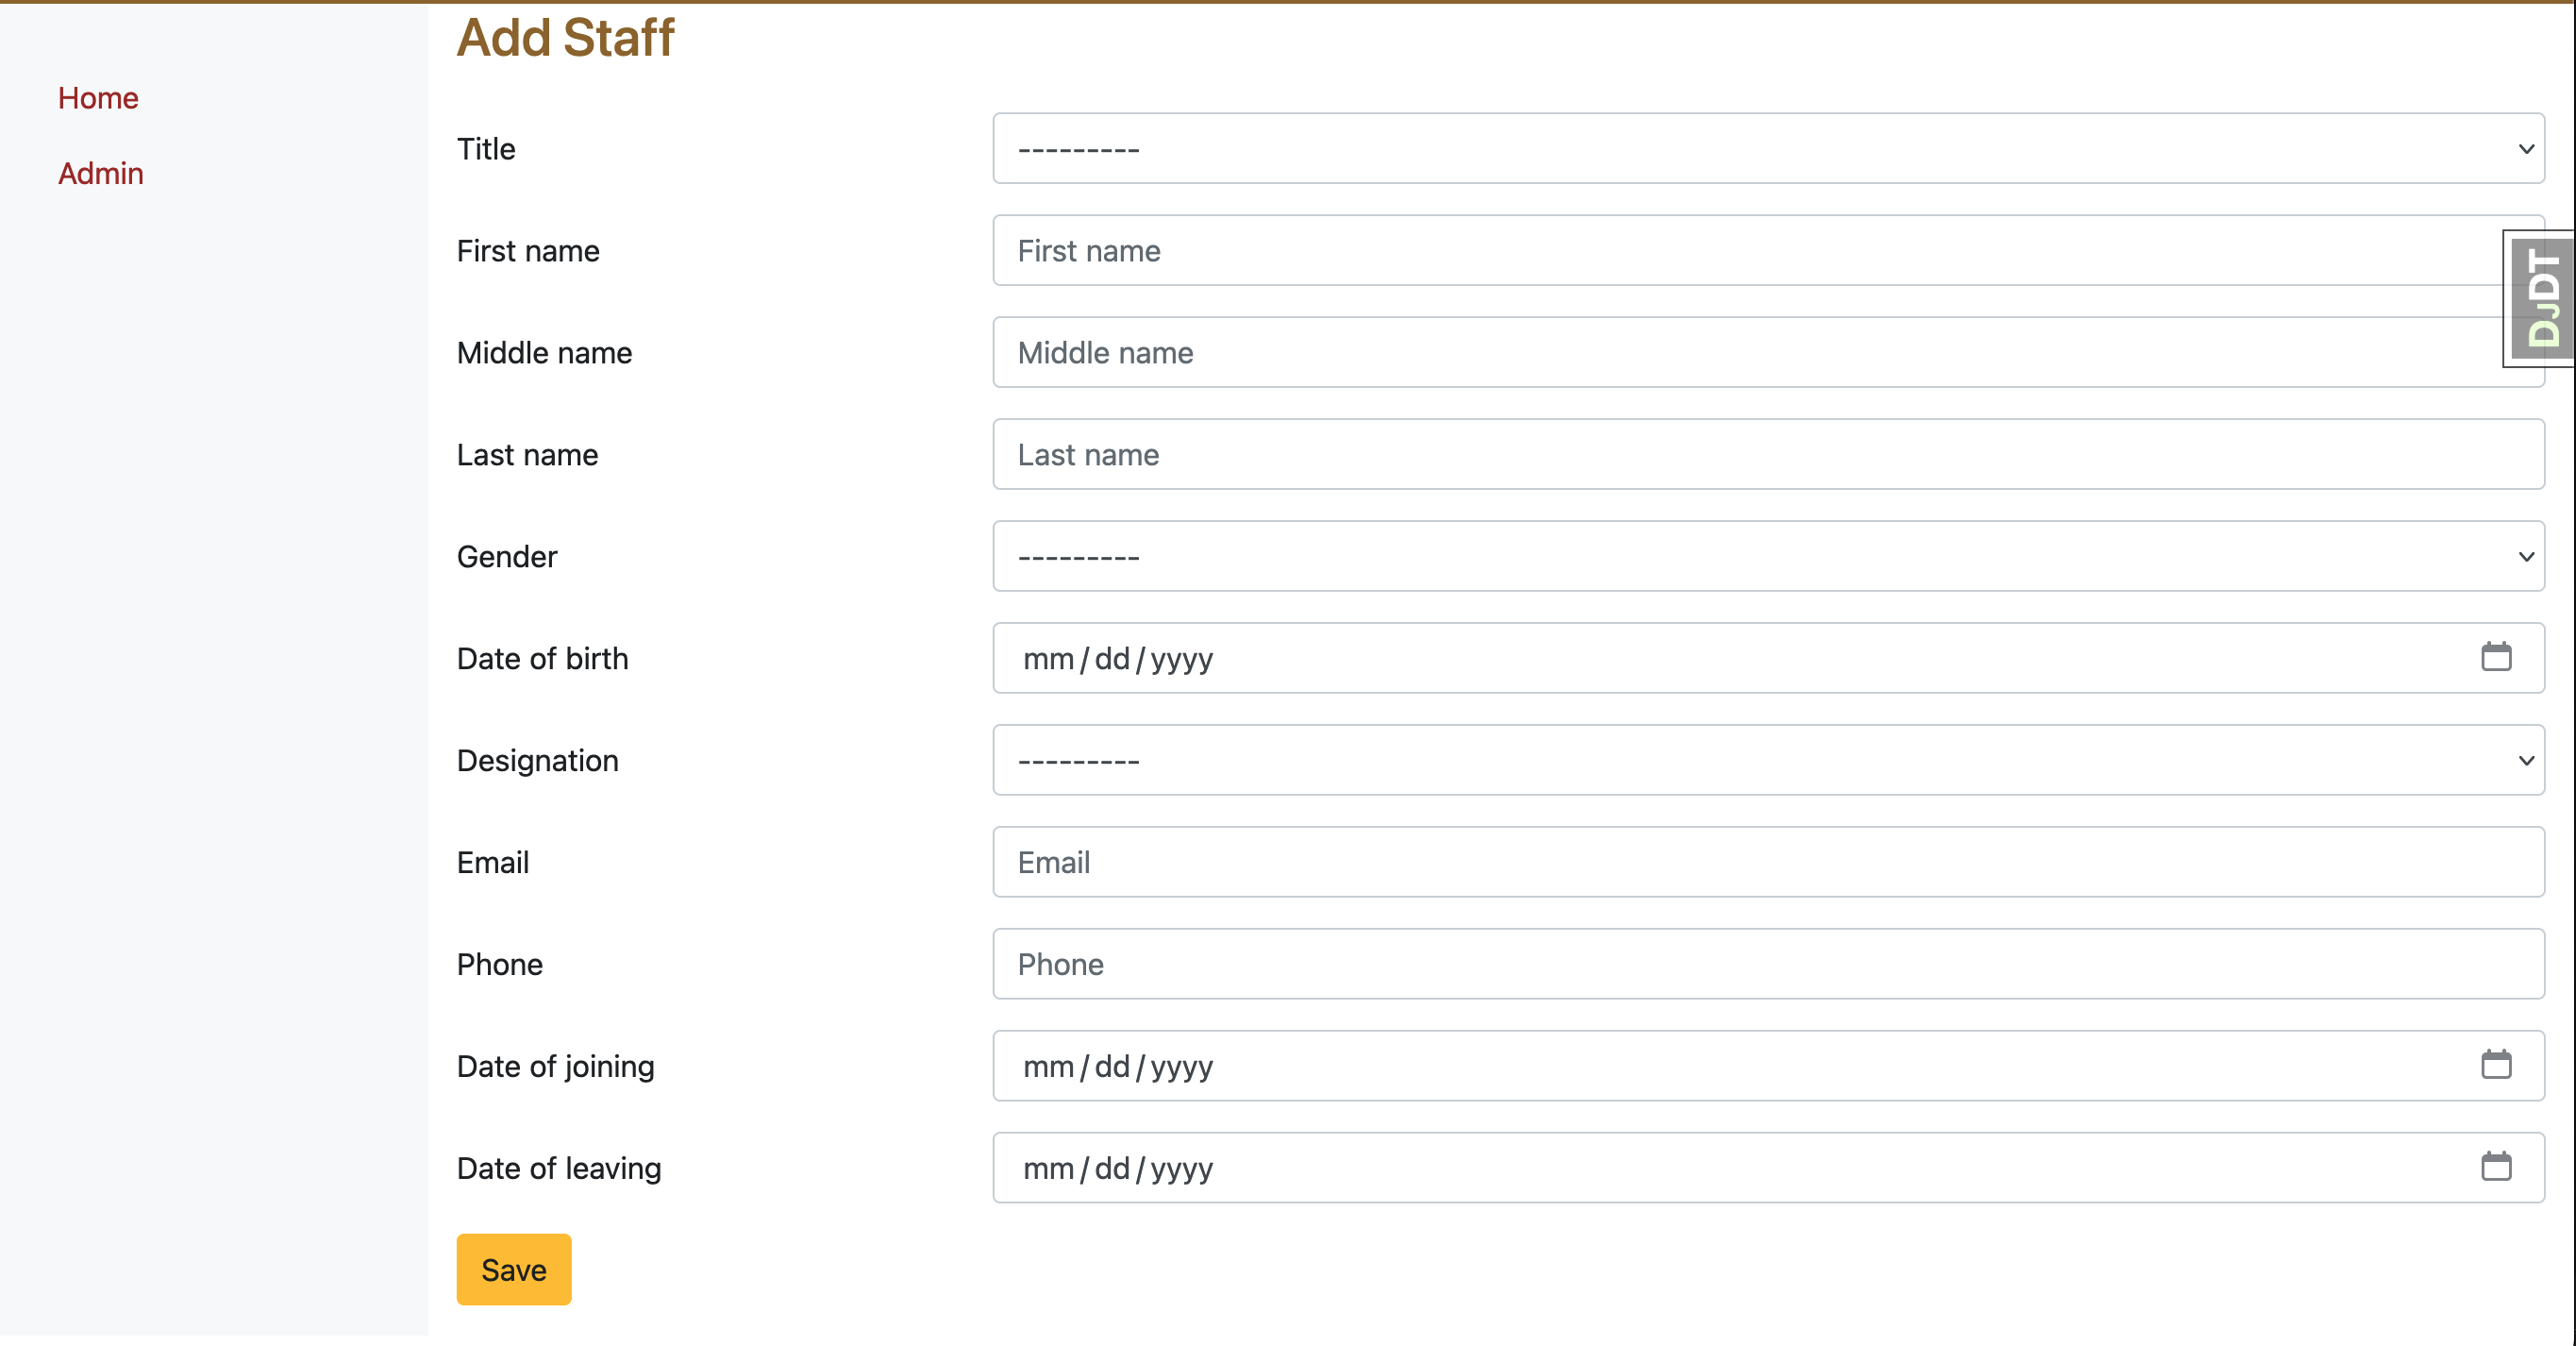 Add Staff
Home
Admin
Title ---------
First name First name
Middle name Middle name
Last name Last name
Gender ---------
Date of birth mm/dd/yyyy
Designation ---------
Email Email
Phone Phone
Date of joining mm/dd/yyyy
Date of leaving mm/dd/yyyy
Save
DJDT